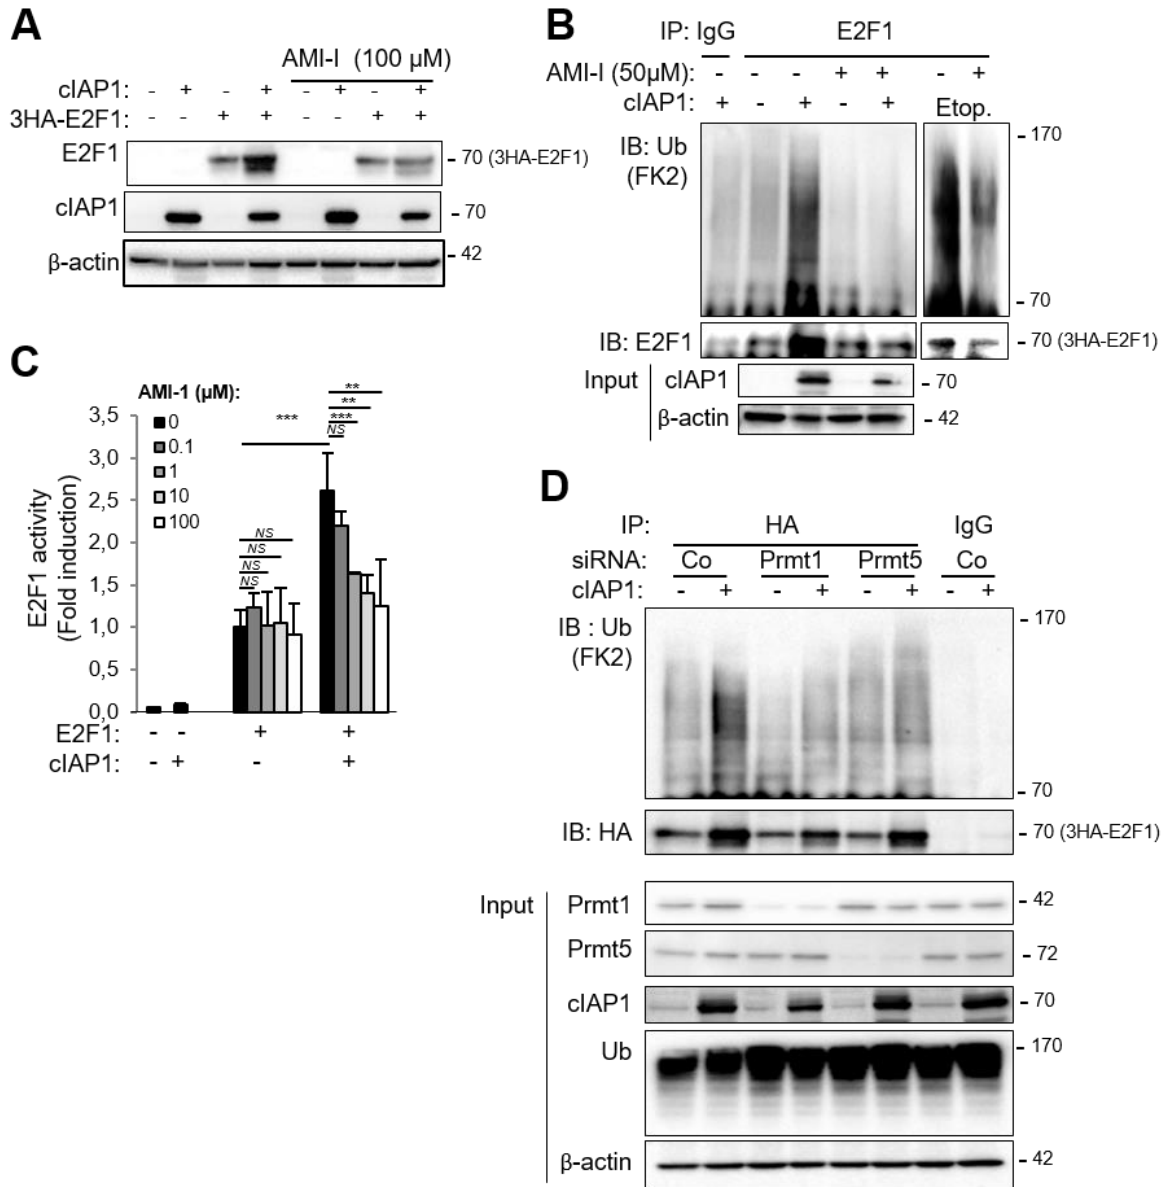 A
AMI-I (100 µM)
cIAP1: - + - + - + - +
3HA-E2F1: - - + + - - + +
E2F1 - 70 (3HA-E2F1)
cIAP1 - 70
β-actin - 42
B
IP: IgG E2F1
AMI-I (50µM): - - - + + - +
cIAP1: + - + - + Etop.
IB: Ub
(FK2)
- 170
- 70
IB: E2F1 - 70 (3HA-E2F1)
Input cIAP1 - 70
β-actin - 42
C
AMI-1 (µM):
0
0.1
1
10
100
E2F1 activity
(Fold induction)
3,5
3,0
2,5
2,0
1,5
1,0
0,5
0,0
***
NS
NS
NS
NS
**
**
***
NS
E2F1: - - + +
cIAP1: - + - +
D
IP: HA IgG
siRNA: Co Prmt1 Prmt5 Co
cIAP1: - + - + - + - +
IB : Ub
(FK2)
- 170
- 70
IB: HA - 70 (3HA-E2F1)
Input Prmt1 - 42
Prmt5 - 72
cIAP1 - 70
Ub - 170
β-actin - 42